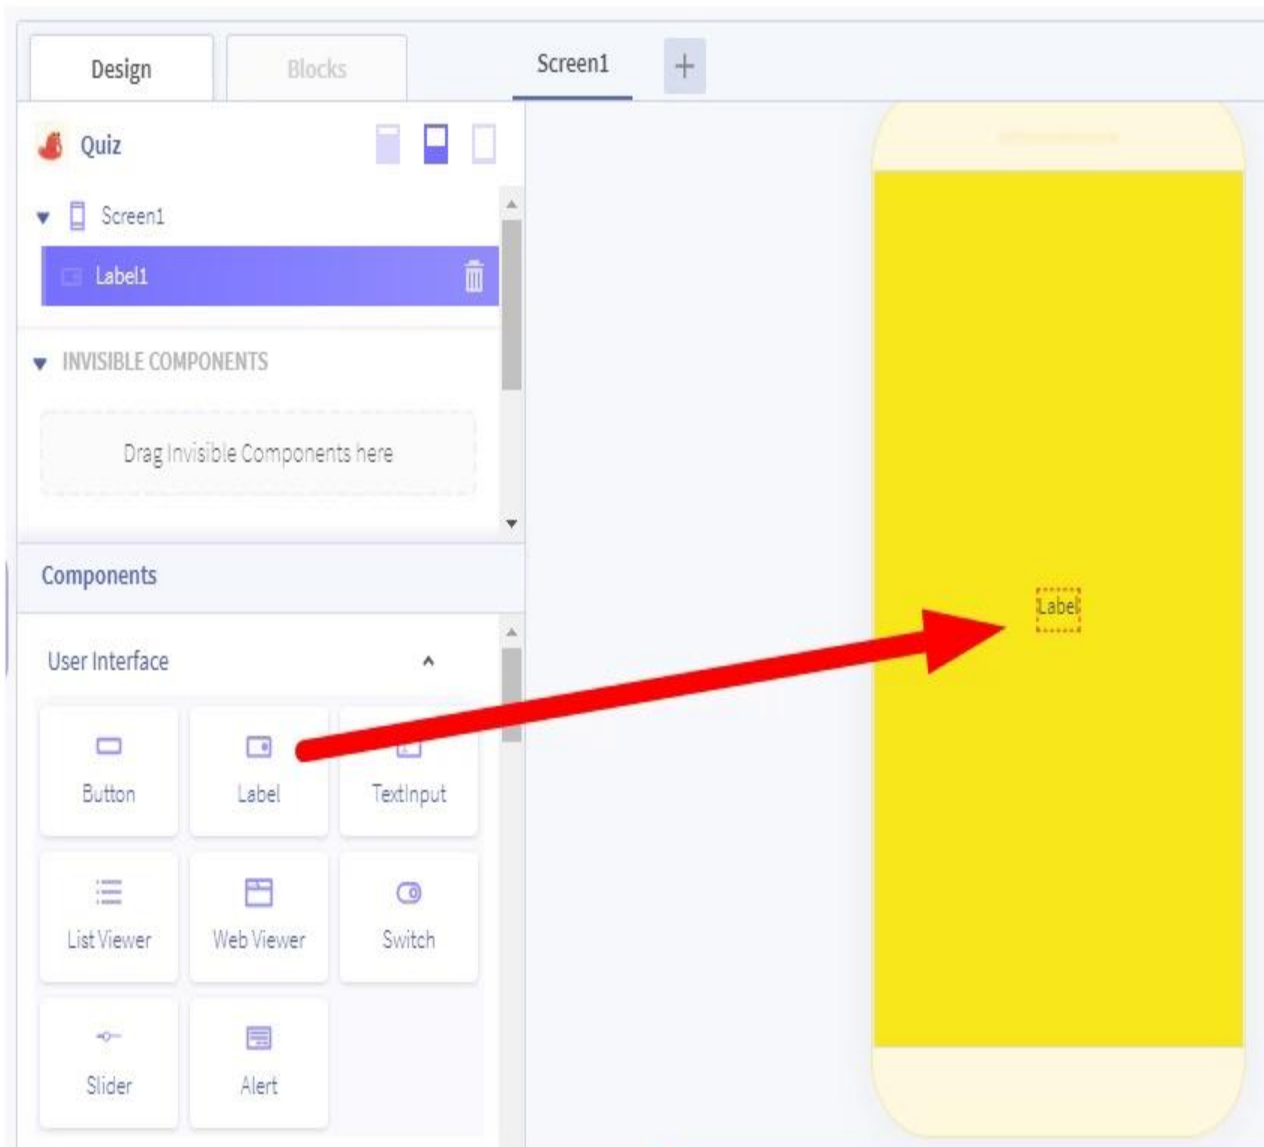 Design Blocks Screen1 +
Quiz
Screen1
Label1
INVISIBLE COMPONENTS
Drag Invisible Components here
Components
User Interface
Button Label TextInput
List Viewer Web Viewer Switch
Slider Alert
Label